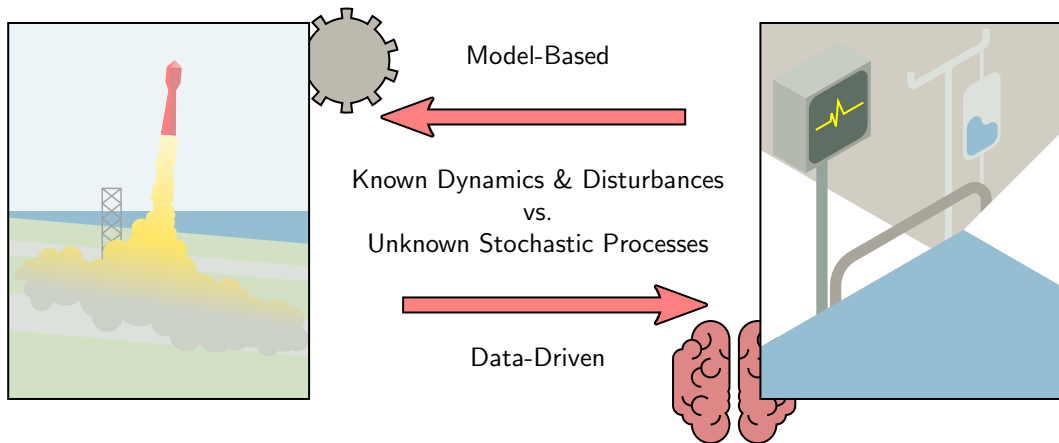 Model-Based
Known Dynamics & Disturbances
vs.
Unknown Stochastic Processes
Data-Driven